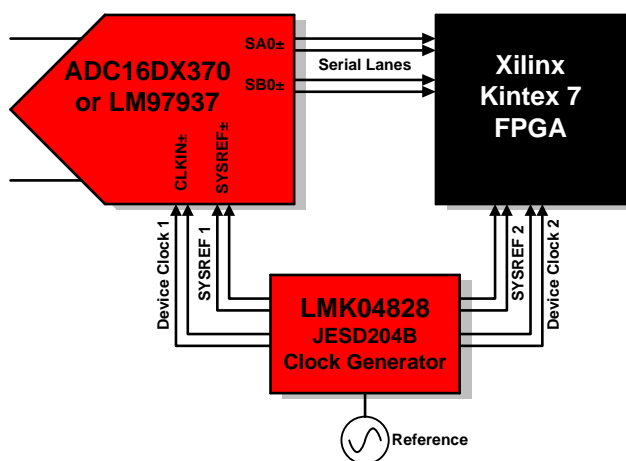 ADC16DX370
or LM97937
SA0±
SB0±
CLKIN±
SYSREF±
Serial Lanes
Xilinx
Kintex 7
FPGA
Device Clock 1
SYSREF 1
SYSREF 2
Device Clock 2
LMK04828
JESD204B
Clock Generator
Reference